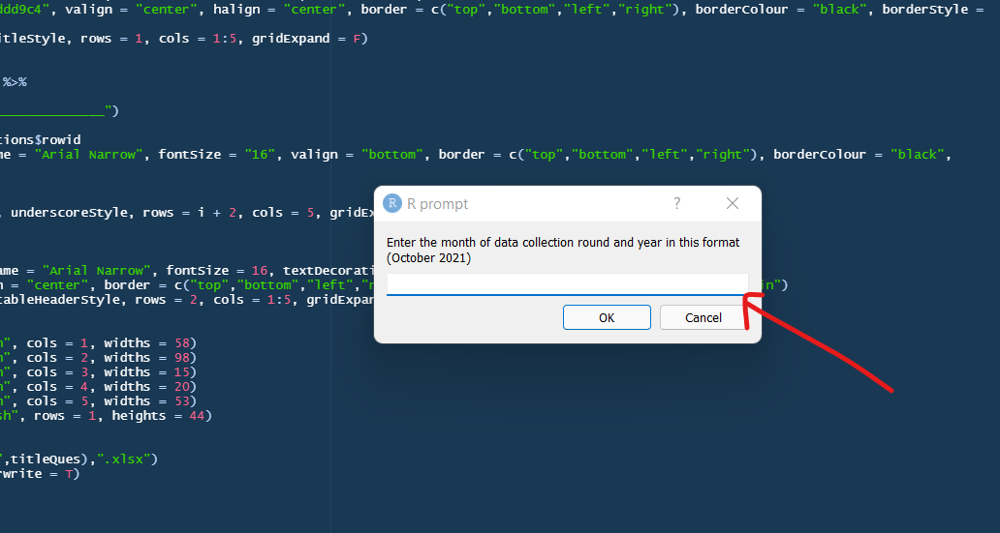 ddd9c4", valign = "center", halign = "center", border = c("top","bottom","left","right"), borderColour = "black", borderStyle =
itleStyle, rows = 1, cols = 1:5, gridExpand = F)
%>%
______________")
tions$rowid
me = "Arial Narrow", fontSize = "16", valign = "bottom", border = c("top","bottom","left","right"), borderColour = "black",
, underscoreStyle, rows = i + 2, cols = 5, gridEx
R R prompt ? ×
Enter the month of data collection round and year in this format
(October 2021)
OK Cancel
ame = "Arial Narrow", fontSize = 16, textDecorati
n = "center", border = c("top","bottom","left","r in")
tableHeaderStyle, rows = 2, cols = 1:5, gridExpan
h", cols = 1, widths = 58)
h", cols = 2, widths = 98)
h", cols = 3, widths = 15)
h", cols = 4, widths = 20)
h", cols = 5, widths = 53)
sh", rows = 1, heights = 44)
",titleQues),".xlsx")
rwrite = T)